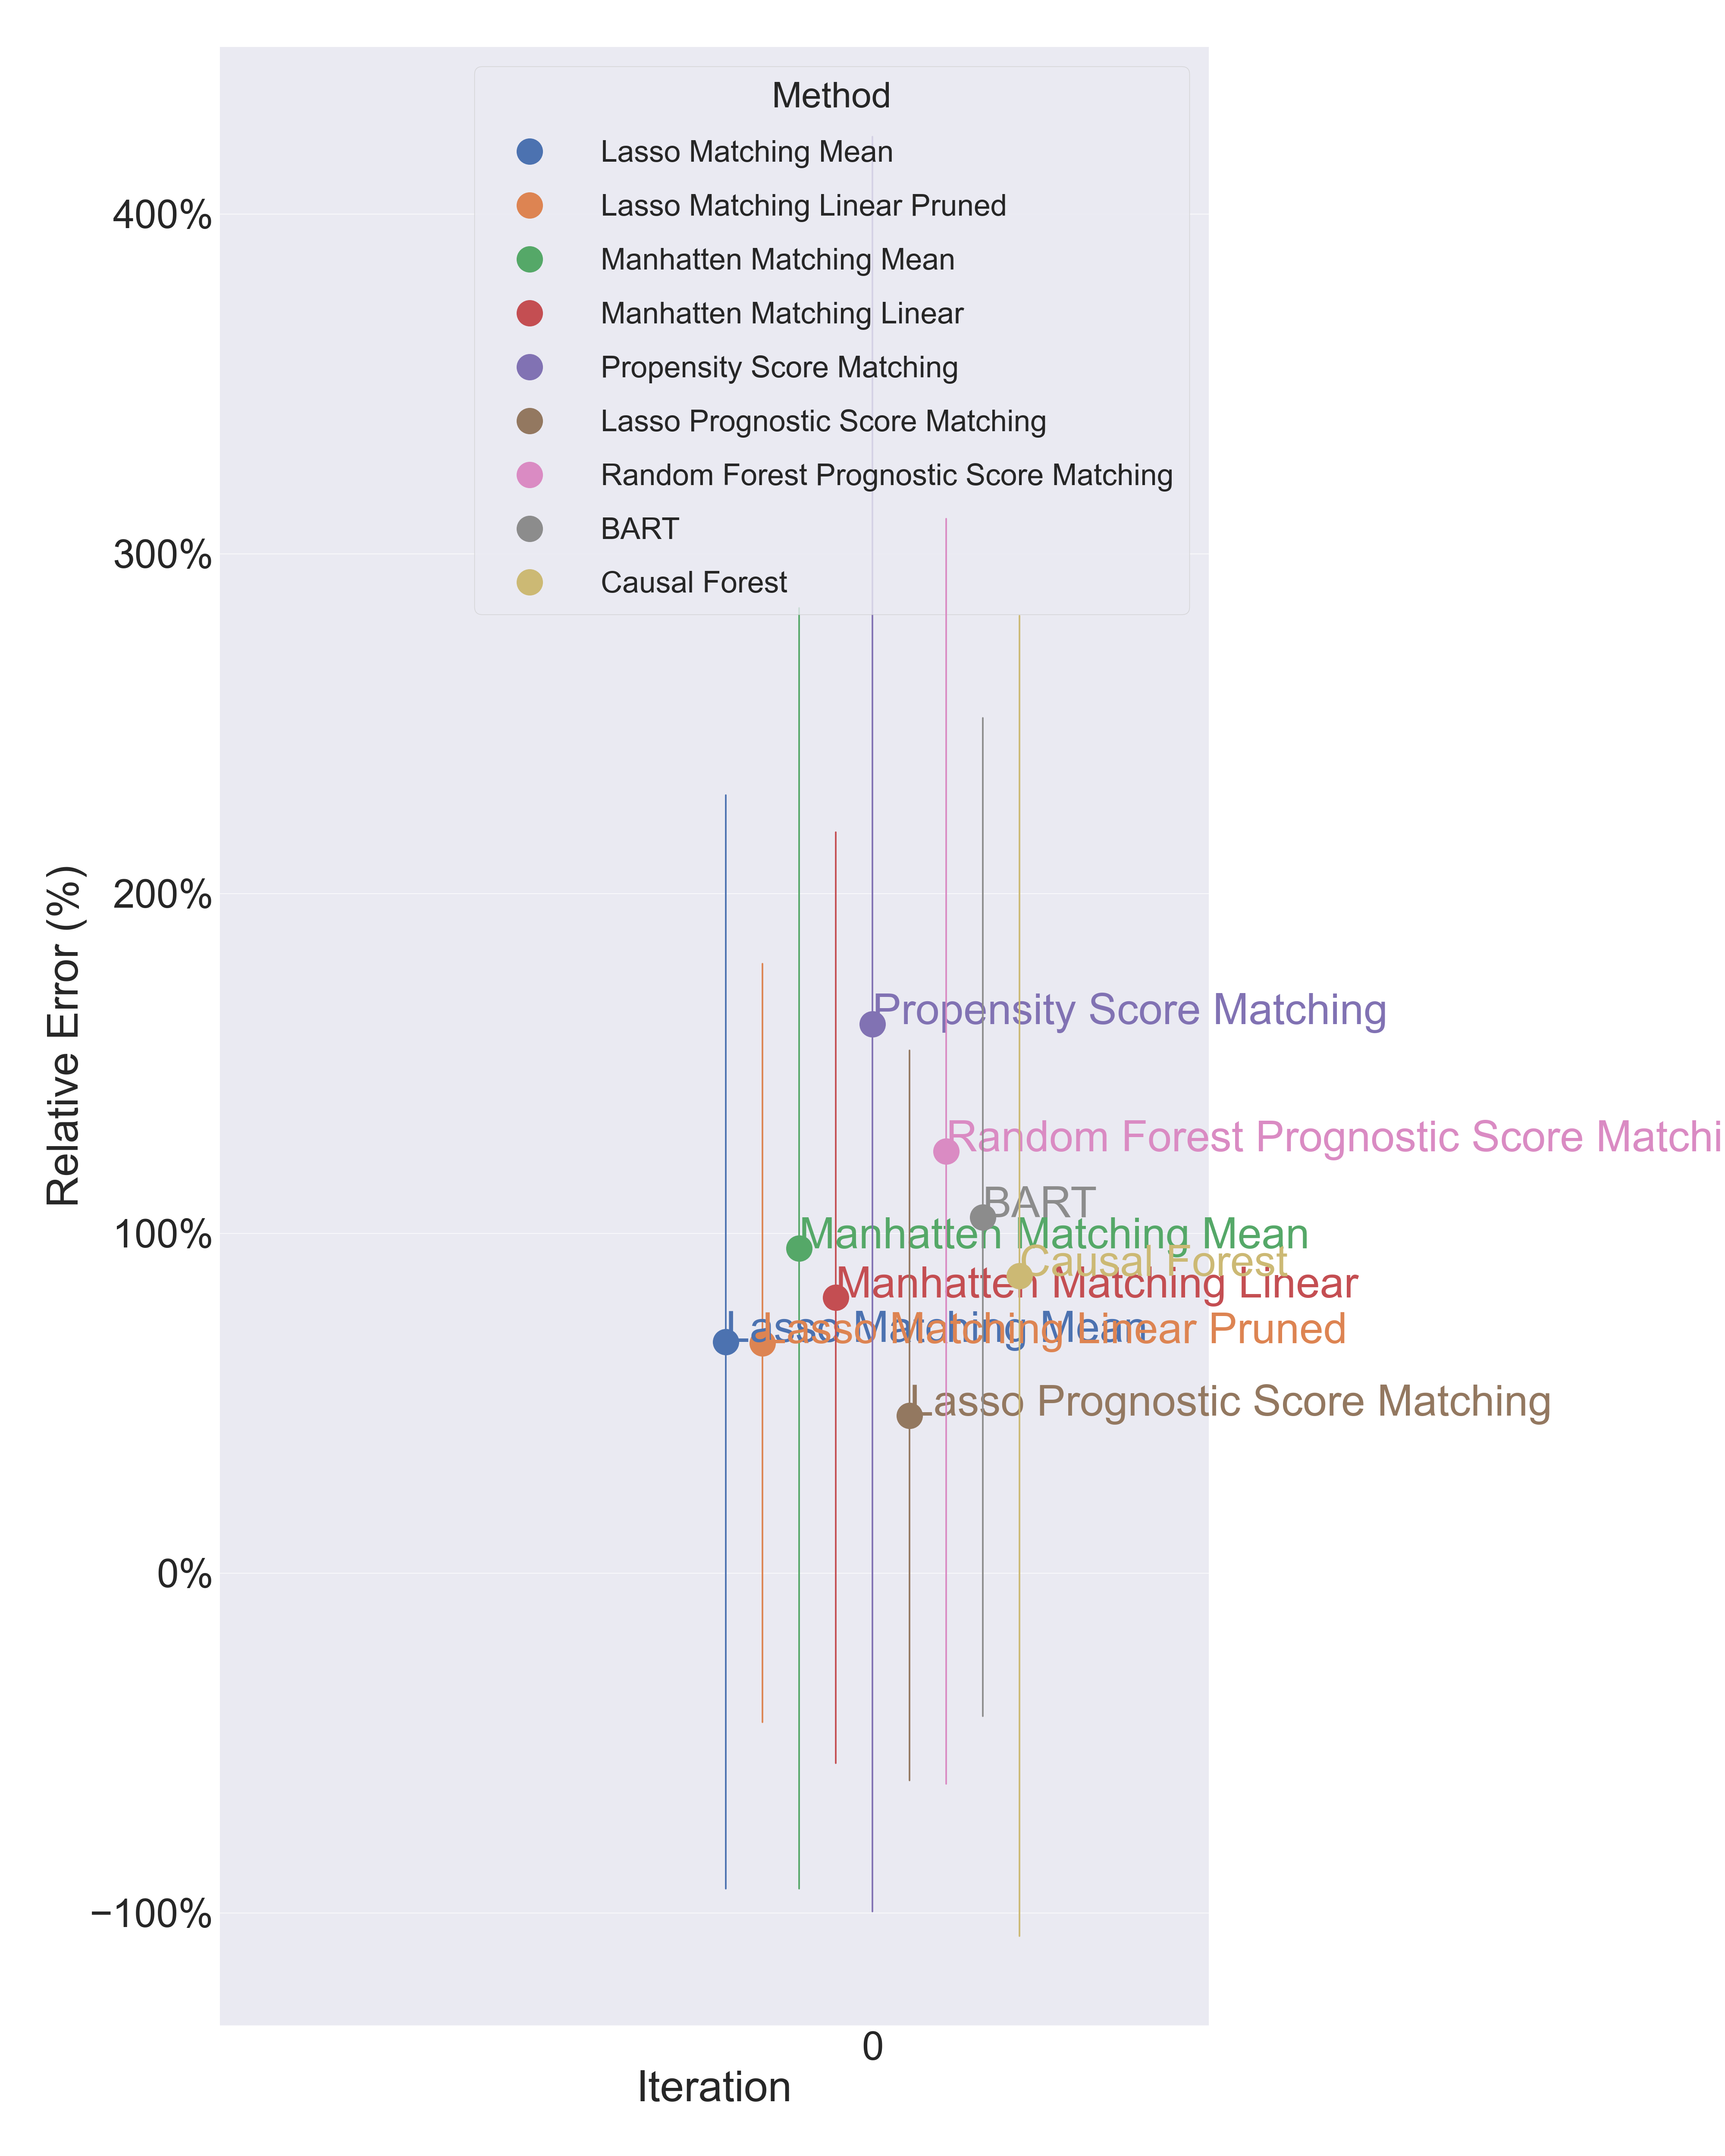 Method
Lasso Matching Mean
Lasso Matching Linear Pruned
Manhatten Matching Mean
Manhatten Matching Linear
Propensity Score Matching
Lasso Prognostic Score Matching
Random Forest Prognostic Score Matching
BART
Causal Forest
400%
300%
200%
100%
0%
−100%
Relative Error (%)
Propensity Score Matching
Random Forest Prognostic Score Matchi
BART
Manhatten Matching Mean
Causal Forest
Manhatten Matching Linear
Lasso Matching Mean
Lasso Matching Linear Pruned
Lasso Prognostic Score Matching
0
Iteration